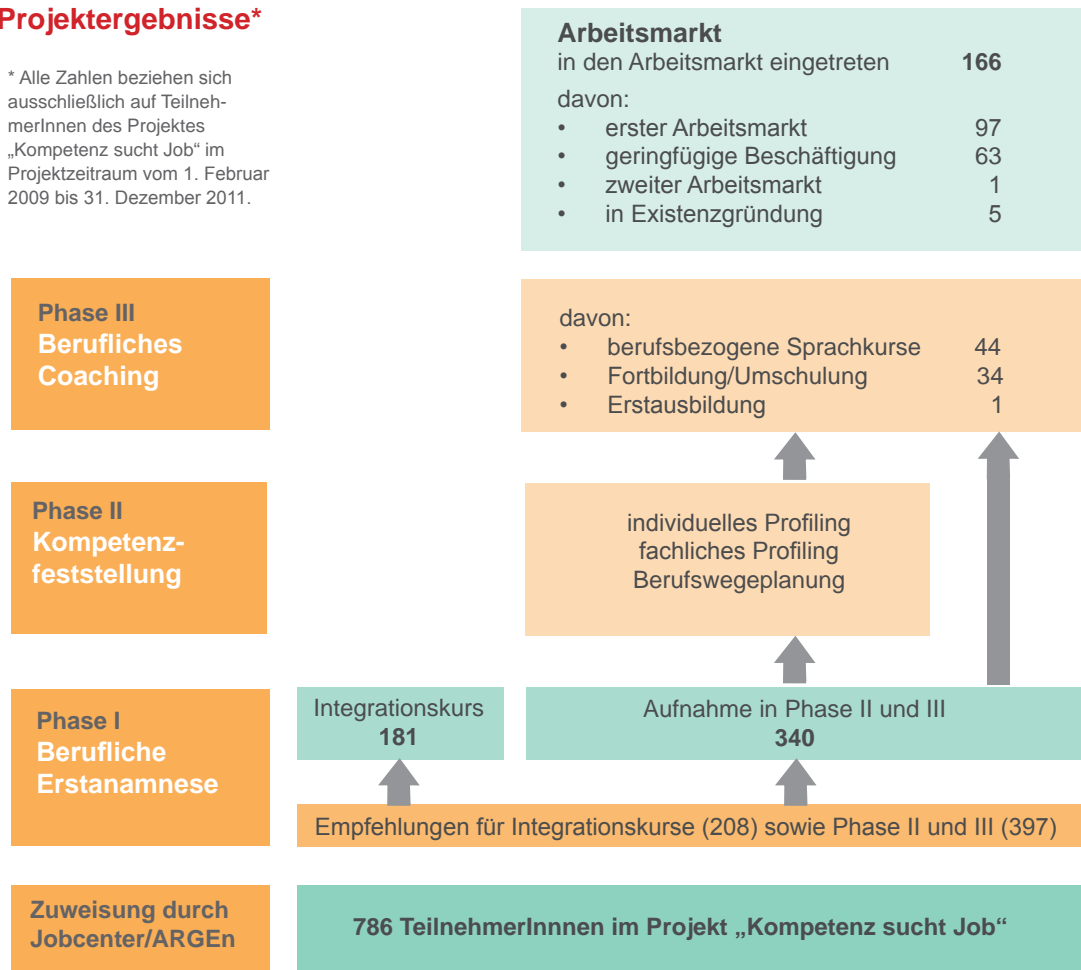 Projektergebnisse*
* Alle Zahlen beziehen sich
ausschließlich auf Teilneh-
merInnen des Projektes
„Kompetenz sucht Job“ im
Projektzeitraum vom 1. Februar
2009 bis 31. Dezember 2011.
Arbeitsmarkt
in den Arbeitsmarkt eingetreten 166
davon:
• erster Arbeitsmarkt 97
• geringfügige Beschäftigung 63
• zweiter Arbeitsmarkt 1
• in Existenzgründung 5
Phase III
Berufliches
Coaching
davon:
• berufsbezogene Sprachkurse 44
• Fortbildung/Umschulung 34
• Erstausbildung 1
Phase II
Kompetenz-
feststellung
individuelles Profiling
fachliches Profiling
Berufswegeplanung
Phase I
Berufliche
Erstanamnese
Integrationskurs
181
Aufnahme in Phase II und III
340
Empfehlungen für Integrationskurse (208) sowie Phase II und III (397)
Zuweisung durch
Jobcenter/ARGEn
786 TeilnehmerInnnen im Projekt „Kompetenz sucht Job“